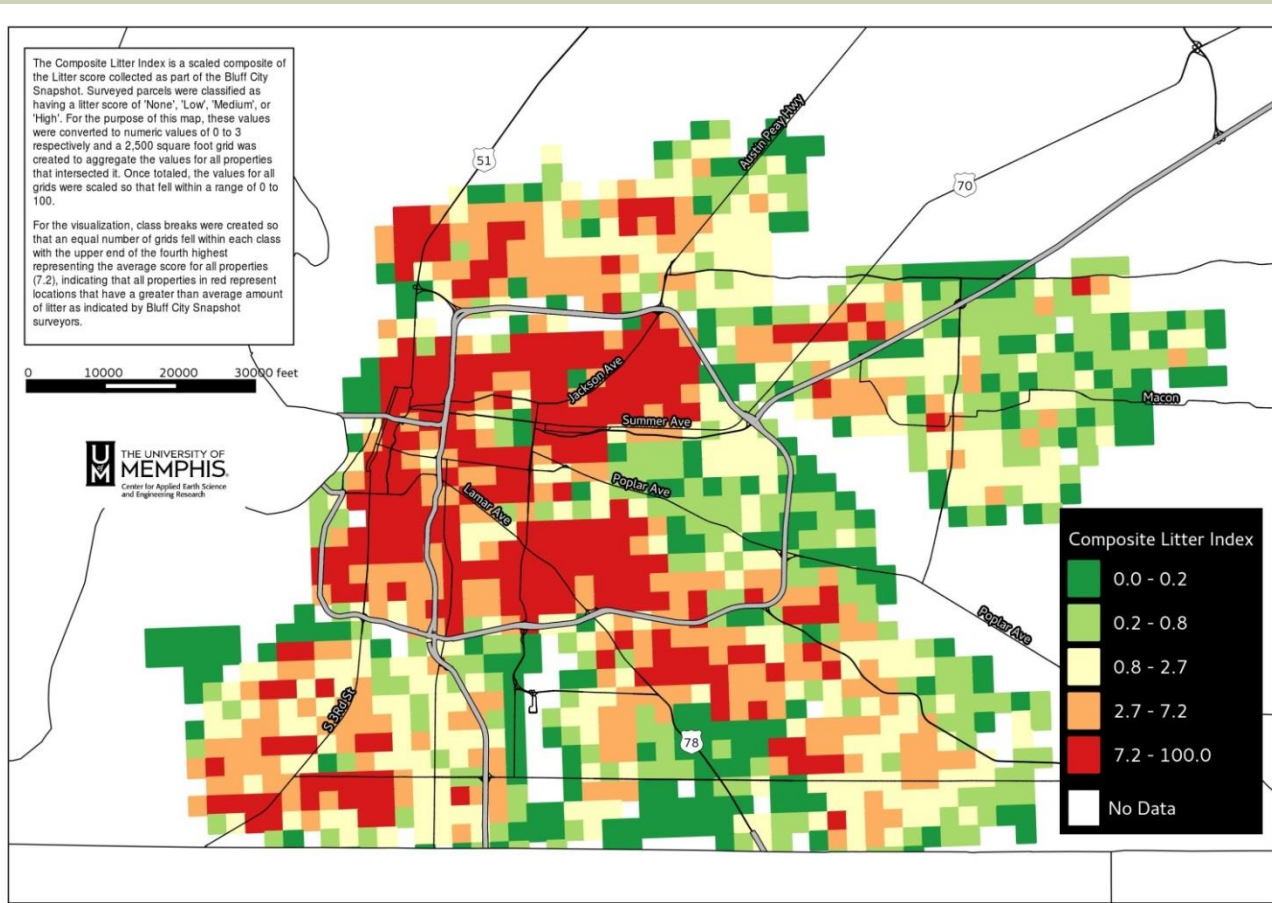 The Composite Litter Index is a scaled composite of
the Litter score collected as part of the Bluff City
Snapshot. Surveyed parcels were classified as
having a litter score of 'None', 'Low', 'Medium', or
'High'. For the purpose of this map, these values
were converted to numeric values of 0 to 3
respectively and a 2,500 square foot grid was
created to aggregate the values for all properties
that intersected it. Once totaled, the values for all
grids were scaled so that fell within a range of 0 to
100.
For the visualization, class breaks were created so
that an equal number of grids fell within each class
with the upper end of the fourth highest
representing the average score for all properties
(7.2), indicating that all properties in red represent
locations that have a greater than average amount
of litter as indicated by Bluff City Snapshot
surveyors.
0 10000 20000 30000 feet
UM
THE UNIVERSITY OF
MEMPHIS.
Center for Applied Earth Science
and Engineering Research
51
Austin Peay Hwy
70
Jackson Ave
Summer Ave
Macon
Poplar Ave
Lamar Ave
Poplar Ave
S 3Rd St
78
Composite Litter Index
0.0 - 0.2
0.2 - 0.8
0.8 - 2.7
2.7 - 7.2
7.2 - 100.0
No Data